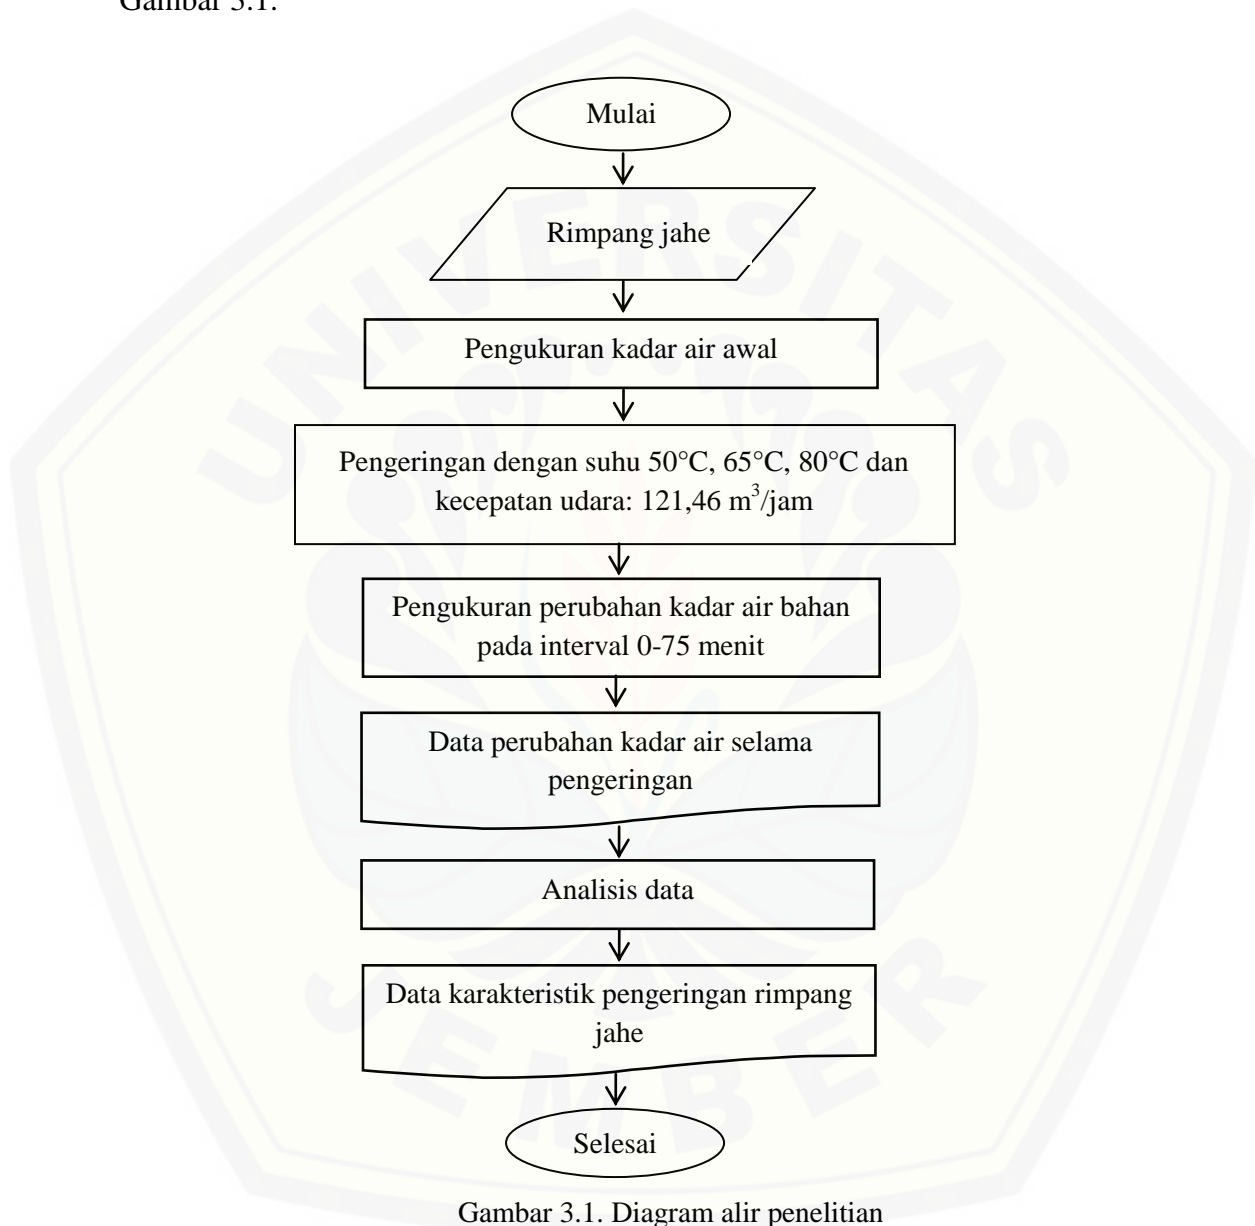 Gambar 3.1.
Mulai
Rimpang jahe
Pengukuran kadar air awal
Pengeringan dengan suhu 50°C, 65°C, 80°C dan
kecepatan udara: 121,46 m³/jam
Pengukuran perubahan kadar air bahan
pada interval 0-75 menit
Data perubahan kadar air selama
pengeringan
Analisis data
Data karakteristik pengeringan rimpang
jahe
Selesai
Gambar 3.1. Diagram alir penelitian
UNIVERSITAS
JEMBER